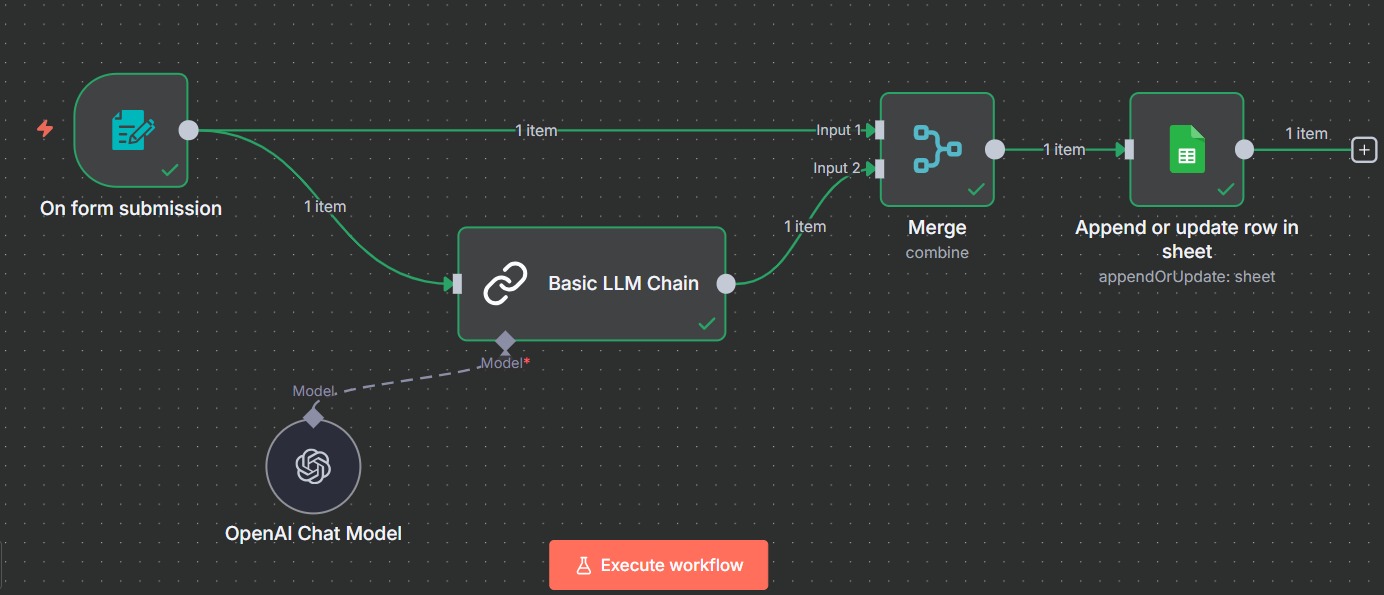 1 item
Input 1
Input 2
1 item
1 item
On form submission
1 item
1 item
Merge
combine
Append or update row in
sheet
appendOrUpdate: sheet
Basic LLM Chain
Model*
Model
OpenAI Chat Model
Execute workflow